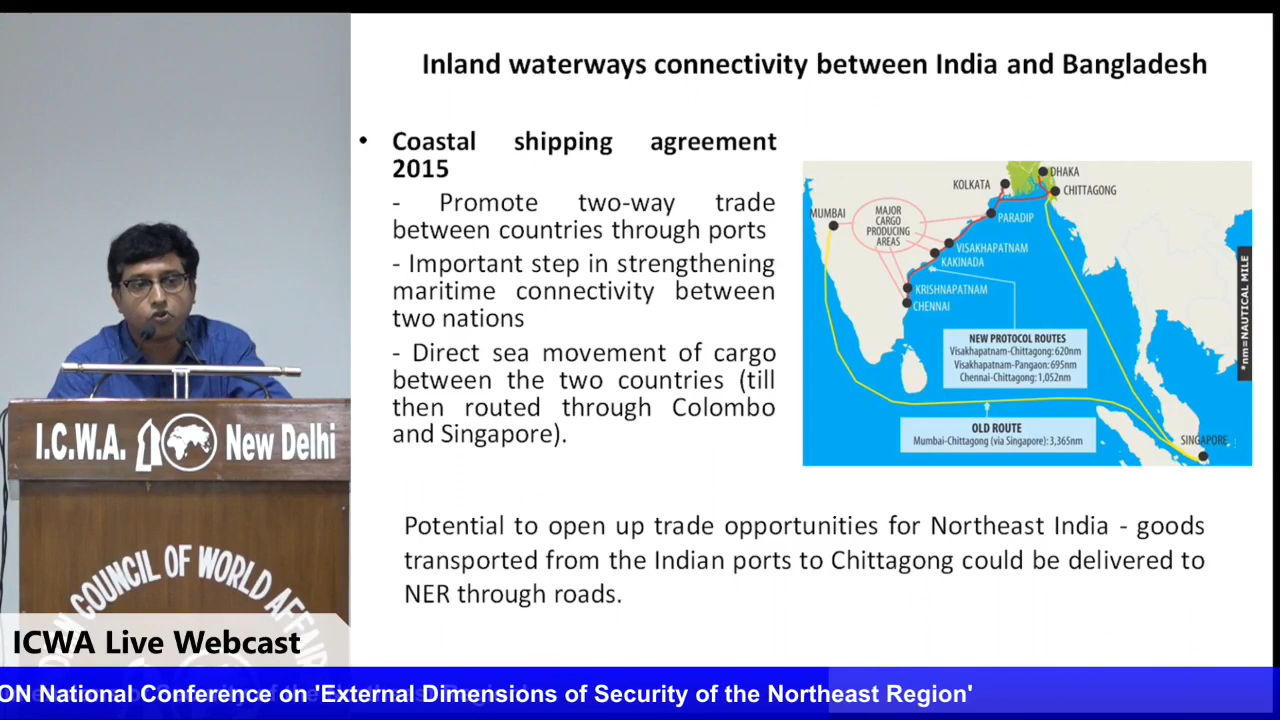 Inland waterways connectivity between India and Bangladesh
• Coastal shipping agreement
2015
- Promote two-way trade
between countries through ports
- Important step in strengthening
maritime connectivity between
two nations
- Direct sea movement of cargo
between the two countries (till
then routed through Colombo
and Singapore).
DHAKA
KOLKATA
CHITTAGONG
MUMBAI
MAJOR
CARGO
PRODUCING
AREAS
PARADIP
VISAKHAPATNAM
KAKINADA
KRISHNAPATNAM
CHENNAI
NEW PROTOCOL ROUTES
Visakhapatnam-Chittagong: 620nm
Visakhapatnam-Pangaon: 695nm
Chennai-Chittagong: 1,052nm
*nm=NAUTICAL MILE
OLD ROUTE
Mumbai-Chittagong (via Singapore): 3,365nm
SINGAPORE
Potential to open up trade opportunities for Northeast India - goods
transported from the Indian ports to Chittagong could be delivered to
NER through roads.
I.C.W.A. New Delhi
COUNCIL OF WORLD AFFAIRS
ICWA Live Webcast
ON National Conference on 'External Dimensions of Security of the Northeast Region'